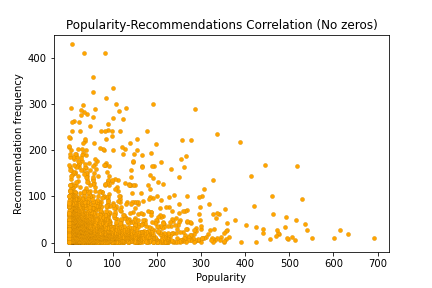 Popularity-Recommendations Correlation (No zeros)
Recommendation frequency
400
300
200
100
0
0 100 200 300 400 500 600 700
Popularity